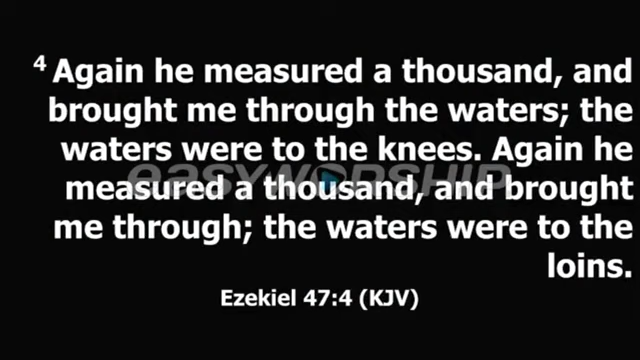 4 Again he measured a thousand, and
brought me through the waters; the
waters were to the knees. Again he
easyworship
measured a thousand, and brought
me through; the waters were to the
loins.
Ezekiel 47:4 (KJV)